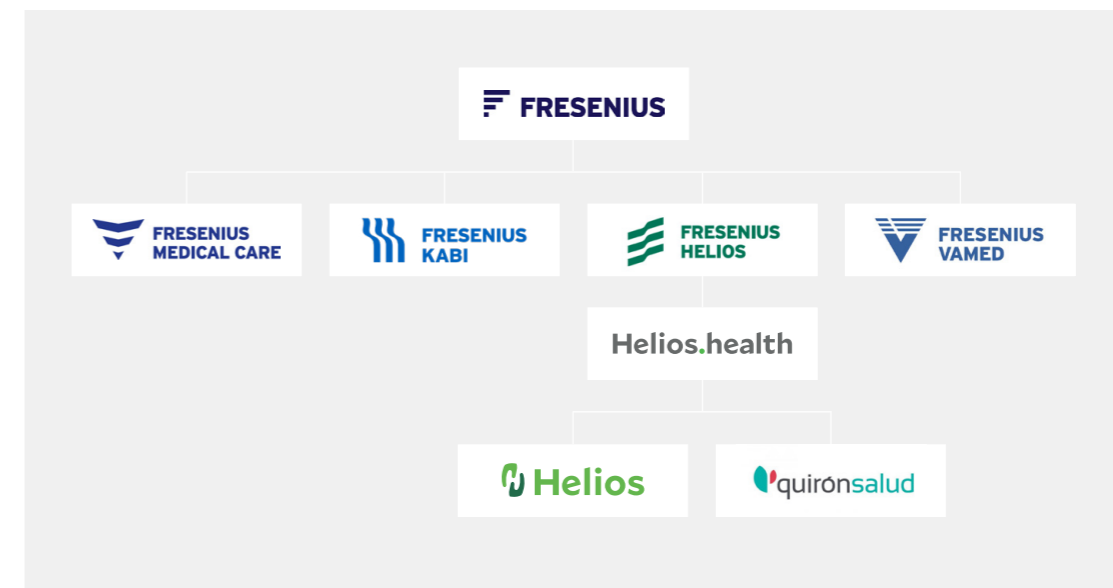 FRESENIUS
FRESENIUS
MEDICAL CARE
FRESENIUS
KABI
FRESENIUS
HELIOS
FRESENIUS
VAMED
Helios.health
Helios
quirónsalud